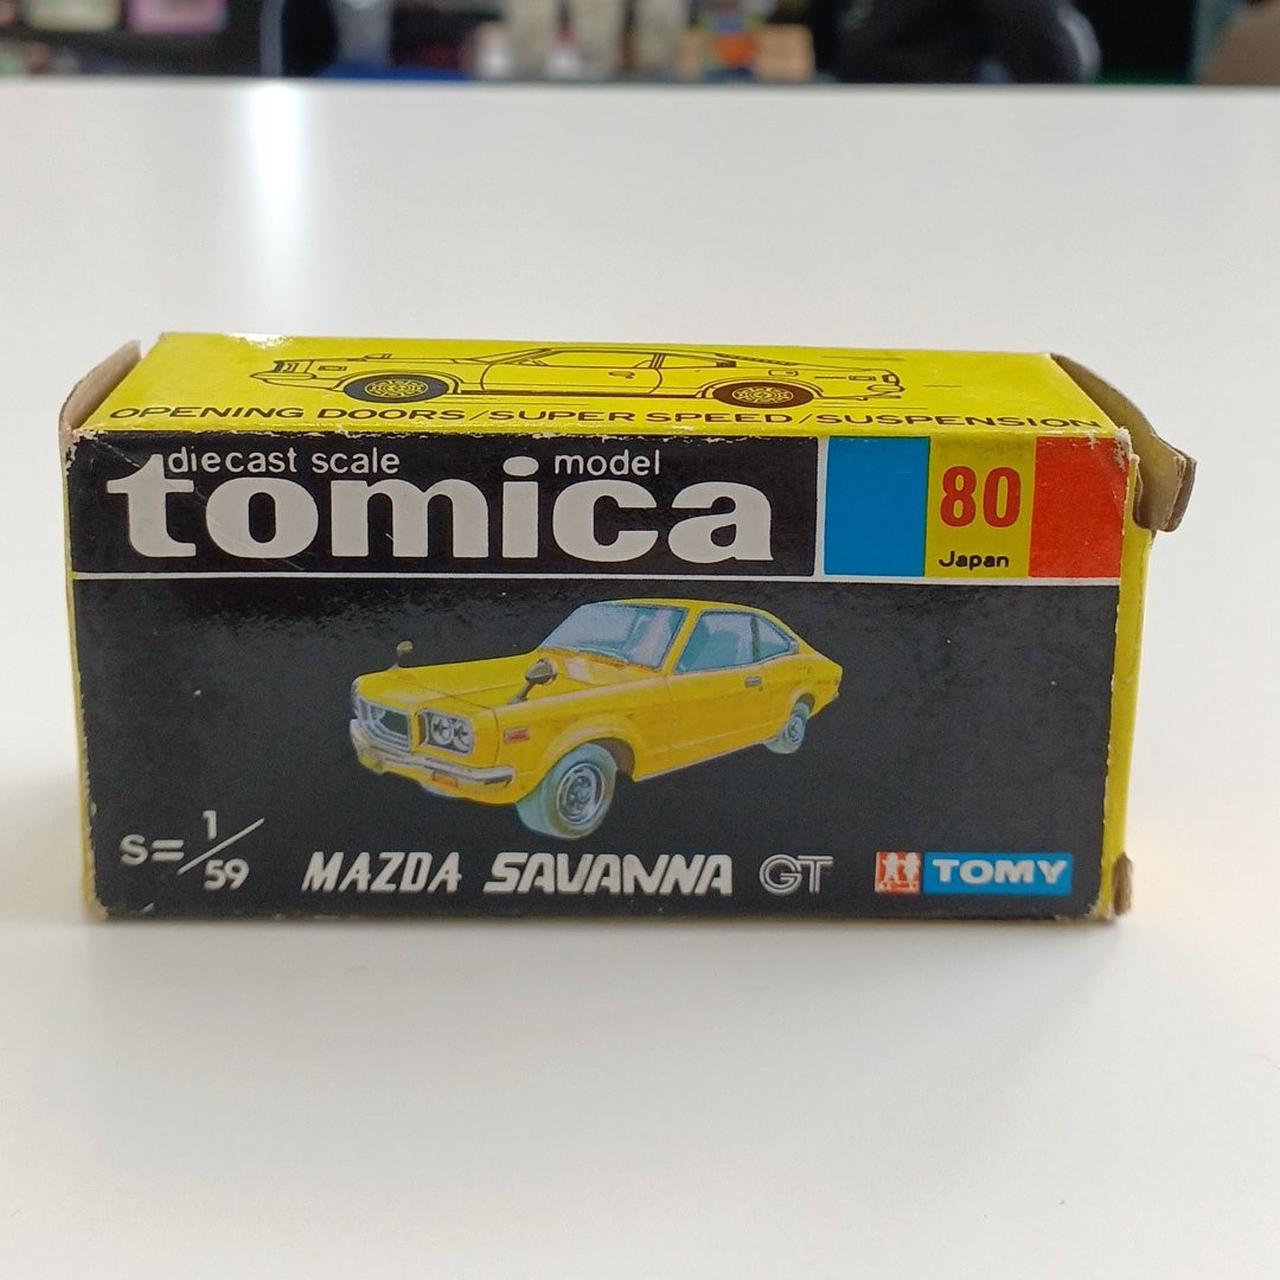 OPENING DOORS/SUPER SPEED/SUSPENSION
diecast scale model
tomica
80
Japan
S=1/59
MAZDA SAVANNA GT
TOMY